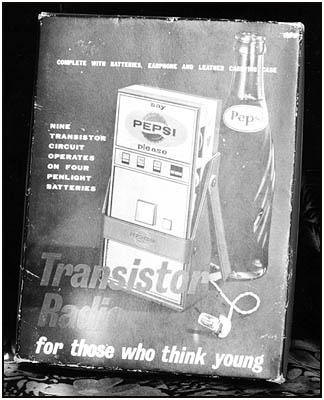 COMPLETE WITH BATTERIES, EARPHONE AND LEATHER CARRYING CASE
say
PEPSI
please
Pepsi
NINE
TRANSISTOR
CIRCUIT
OPERATES
ON FOUR
PENLIGHT
BATTERIES
Transistor
Radio
for those who think young